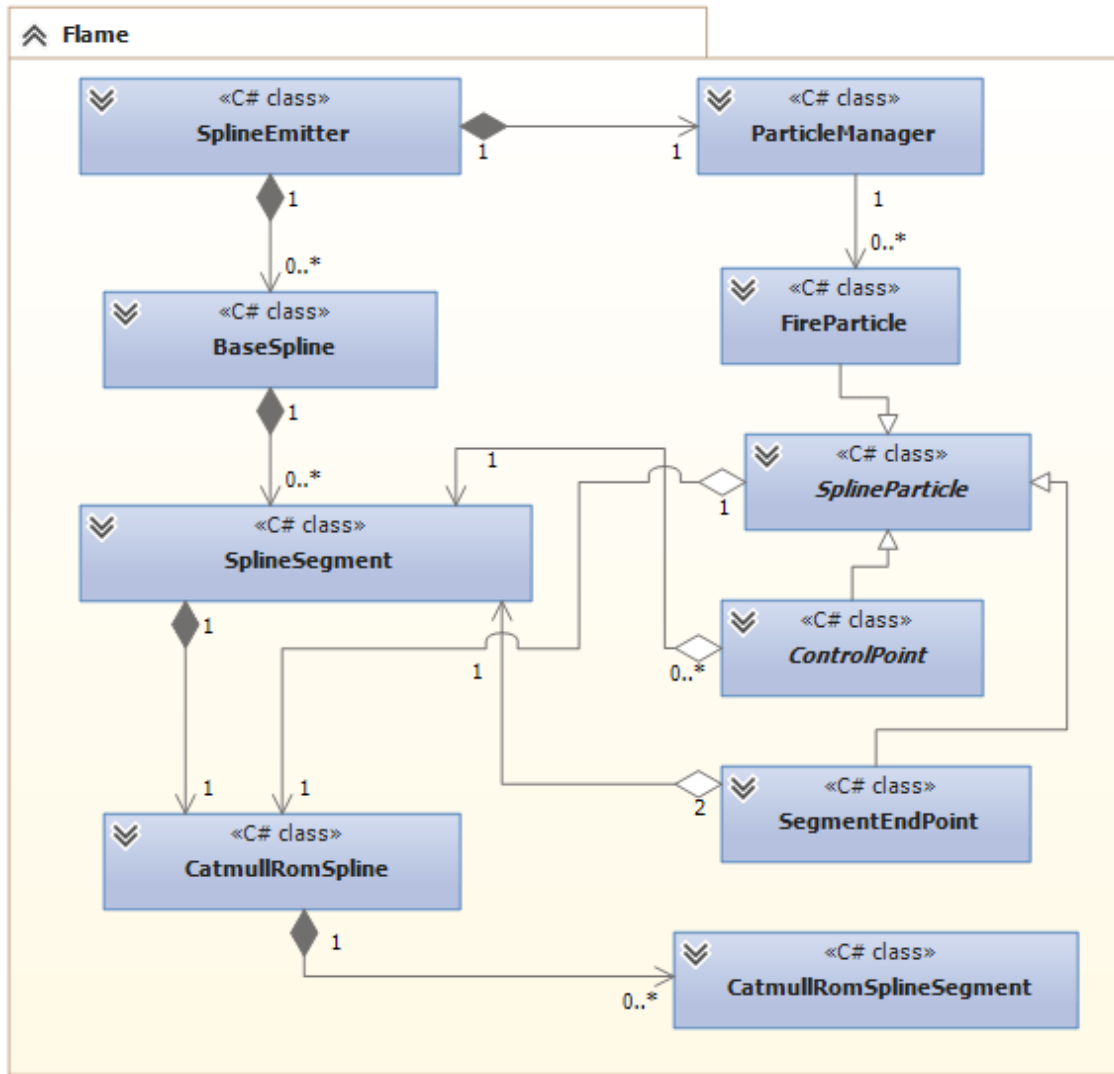 Flame
«C# class»
SplineEmitter
1
1
«C# class»
ParticleManager
1
0..*
1
0..*
«C# class»
BaseSpline
«C# class»
FireParticle
1
0..*
«C# class»
SplineParticle
1
1
«C# class»
SplineSegment
1
«C# class»
ControlPoint
0..*
1
«C# class»
SegmentEndPoint
2
1
1
«C# class»
CatmullRomSpline
1
0..*
«C# class»
CatmullRomSplineSegment